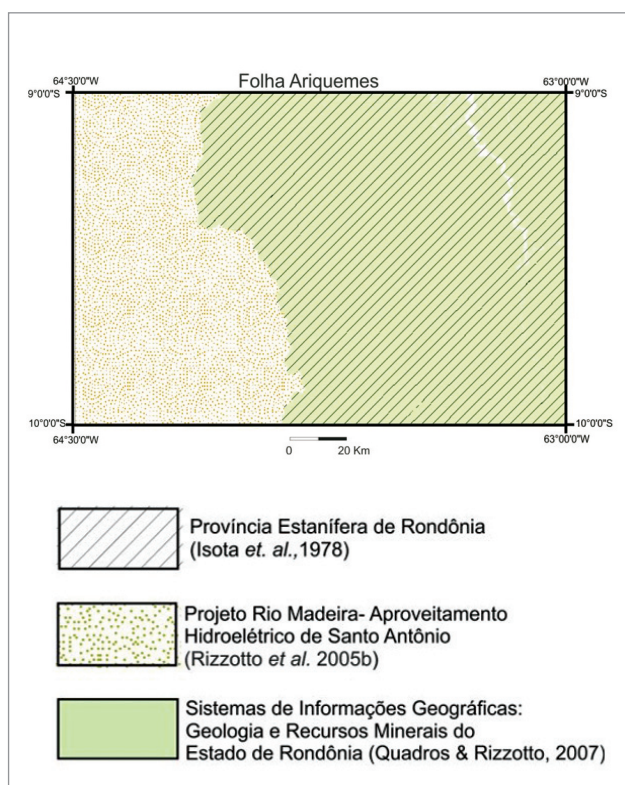 Folha Ariquemes
64°30'0"W
63°00'0"W
9°0'0"S
9°0'0"S
10°0'0"S
10°0'0"S
64°30'0"W
63°00'0"W
0 20 Km
Província Estanífera de Rondônia
(Isota et. al.,1978)
Projeto Rio Madeira- Aproveitamento
Hidroelétrico de Santo Antônio
(Rizzotto et al. 2005b)
Sistemas de Informações Geográficas:
Geologia e Recursos Minerais do
Estado de Rondônia (Quadros & Rizzotto, 2007)